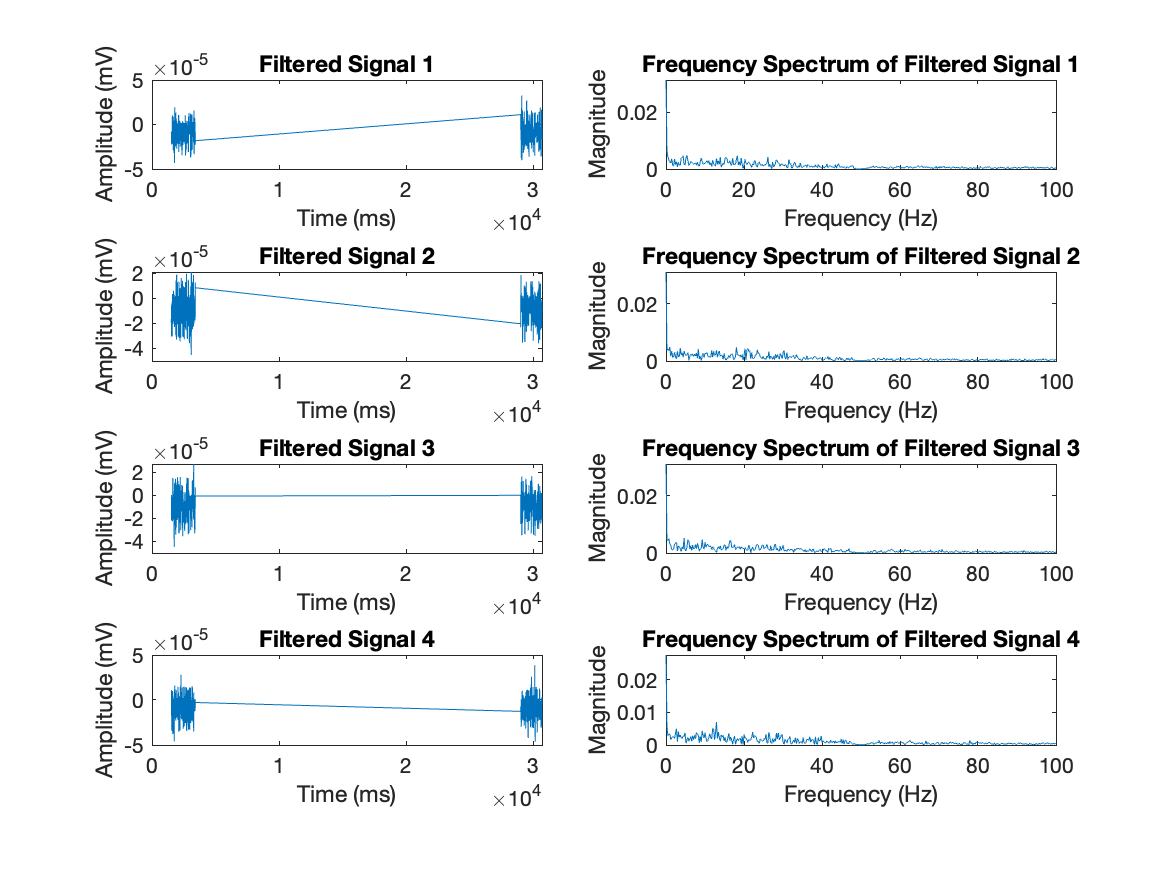 Filtered Signal 1
×10⁻⁵
Amplitude (mV)
5
0
-5
0 1 2 3
Time (ms)
×10⁴
Frequency Spectrum of Filtered Signal 1
Magnitude
0.02
0
0 20 40 60 80 100
Frequency (Hz)
Filtered Signal 2
×10⁻⁵
Amplitude (mV)
2
0
-2
-4
0 1 2 3
Time (ms)
×10⁴
Frequency Spectrum of Filtered Signal 2
Magnitude
0.02
0
0 20 40 60 80 100
Frequency (Hz)
Filtered Signal 3
×10⁻⁵
Amplitude (mV)
2
0
-2
-4
0 1 2 3
Time (ms)
×10⁴
Frequency Spectrum of Filtered Signal 3
Magnitude
0.02
0
0 20 40 60 80 100
Frequency (Hz)
Filtered Signal 4
×10⁻⁵
Amplitude (mV)
5
0
-5
0 1 2 3
Time (ms)
×10⁴
Frequency Spectrum of Filtered Signal 4
Magnitude
0.02
0.01
0
0 20 40 60 80 100
Frequency (Hz)